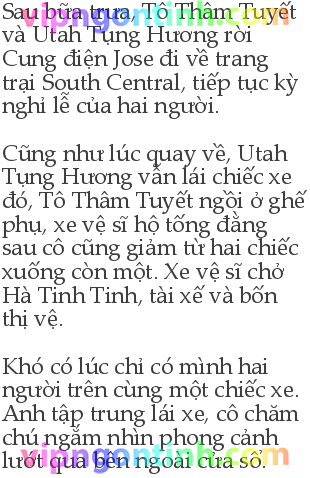 Sau bữa trưa, Tô Thâm Tuyết
và Utah Tụng Hương rời
Cung điện Jose đi về trang
trại South Central, tiếp tục kỳ
nghỉ lễ của hai người.
Cũng như lúc quay về, Utah
Tụng Hương vẫn lái chiếc xe
đó, Tô Thâm Tuyết ngồi ở ghế
phụ, xe vệ sĩ hộ tống đằng
sau cô cũng giảm từ hai chiếc
xuống còn một. Xe vệ sĩ chở
Hà Tinh Tinh, tài xế và bốn
thị vệ.
Khó có lúc chỉ có mình hai
người trên cùng một chiếc xe.
Anh tập trung lái xe, cô chăm
chú ngắm nhìn phong cảnh
lướt qua bên ngoài cửa sổ.
vipngontinh.com
vipngontinh.com